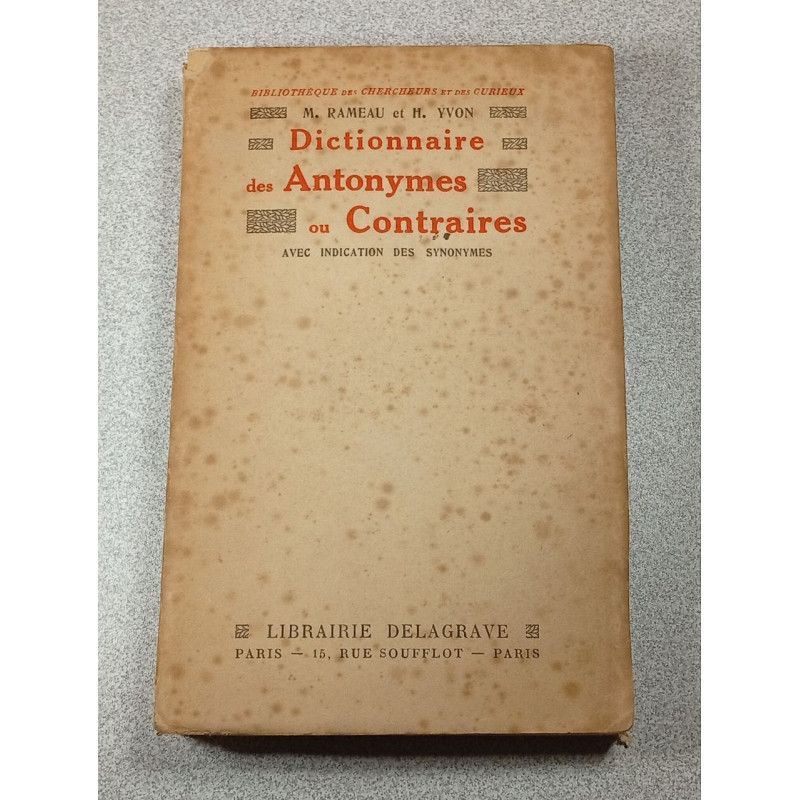 BIBLIOTHÈQUE DES CHERCHEURS ET DES CURIEUX
M. RAMEAU et H. YVON
Dictionnaire
des Antonymes
ou Contraires
AVEC INDICATION DES SYNONYMES
LIBRAIRIE DELAGRAVE
PARIS — 15, RUE SOUFFLOT — PARIS